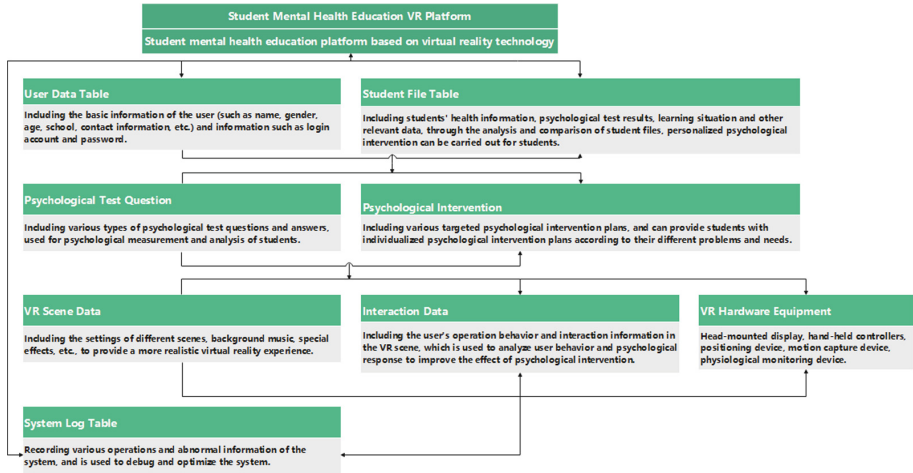 Student Mental Health Education VR Platform
Student mental health education platform based on virtual reality technology
User Data Table
Including the basic information of the user (such as name, gender,
age, school, contact information, etc.) and information such as login
account and password.
Student File Table
Including students' health information, psychological test results, learning situation and other
relevant data, through the analysis and comparison of student files, personalized psychological
intervention can be carried out for students.
Psychological Test Question
Including various types of psychological test questions and answers,
used for psychological measurement and analysis of students.
Psychological Intervention
Including various targeted psychological intervention plans, and can provide students with
individualized psychological intervention plans according to their different problems and needs.
VR Scene Data
Including the settings of different scenes, background music, special
effects, etc., to provide a more realistic virtual reality experience.
Interaction Data
Including the user's operation behavior and interaction information in
the VR scene, which is used to analyze user behavior and psychological
response to improve the effect of psychological intervention.
VR Hardware Equipment
Head-mounted display, hand-held controllers,
positioning device, motion capture device,
physiological monitoring device.
System Log Table
Recording various operations and abnormal information of the
system, and is used to debug and optimize the system.